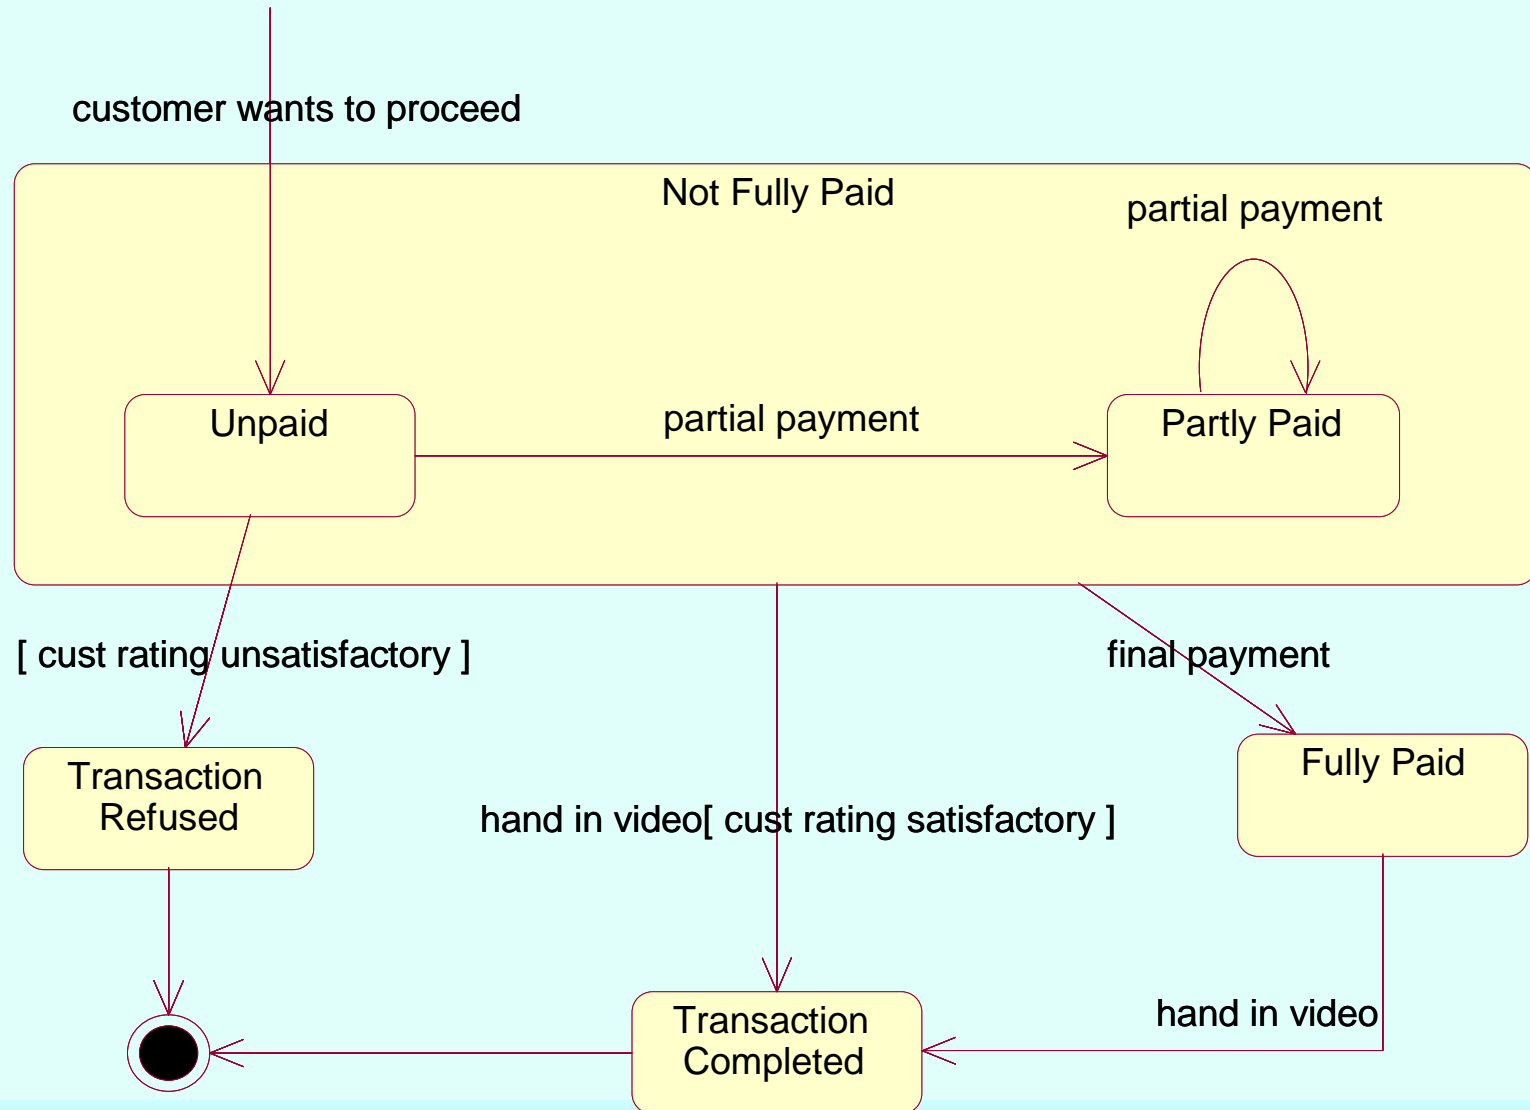 customer wants to proceed
Not Fully Paid
partial payment
Unpaid
partial payment
Partly Paid
[ cust rating unsatisfactory ]
final payment
Transaction
Refused
Fully Paid
hand in video[ cust rating satisfactory ]
hand in video
Transaction
Completed